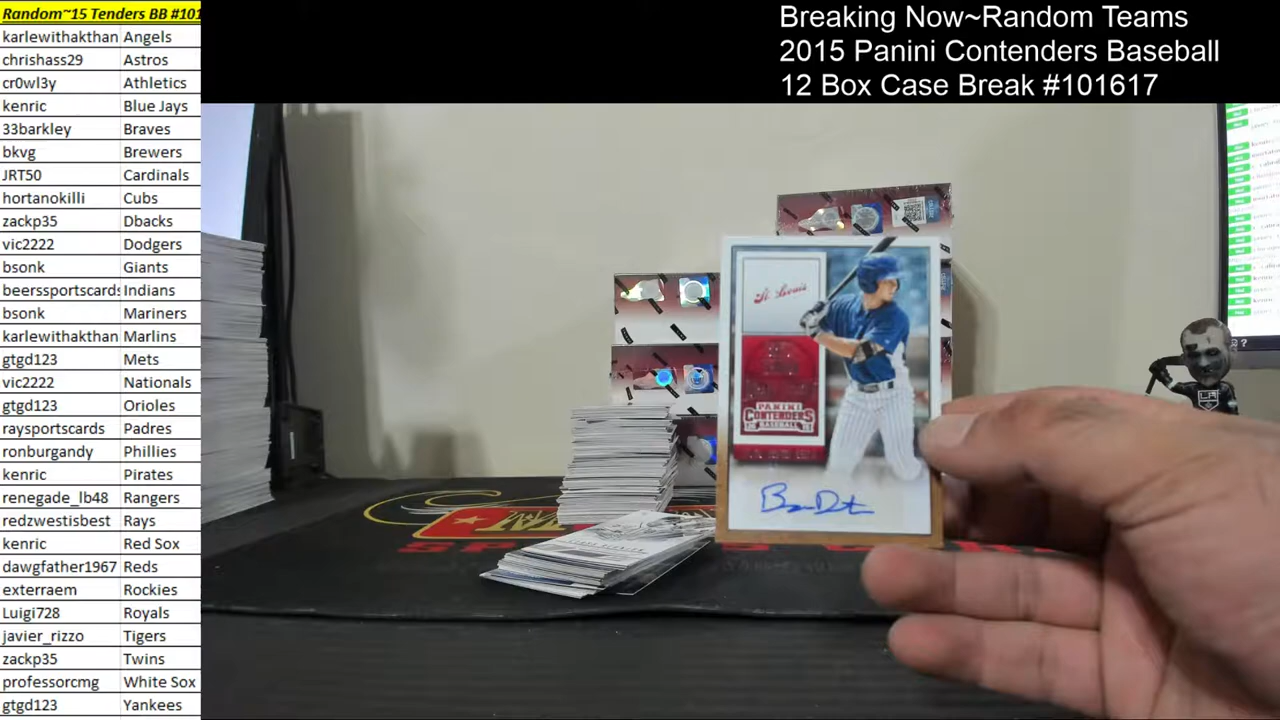 Random~15 Tenders BB #101
karlewithakthan Angels
chrishass29 Astros
cr0wl3y Athletics
kenric Blue Jays
33barkley Braves
bkvg Brewers
JRT50 Cardinals
hortanokilli Cubs
zackp35 Dbacks
vic2222 Dodgers
bsonk Giants
beerssportscards Indians
bsonk Mariners
karlewithakthan Marlins
gtgd123 Mets
vic2222 Nationals
gtgd123 Orioles
raysportscards Padres
ronburgandy Phillies
kenric Pirates
renegade_lb48 Rangers
redzwestisbest Rays
kenric Red Sox
dawgfather1967 Reds
exterraem Rockies
Luigi728 Royals
javier_rizzo Tigers
zackp35 Twins
professorcmg White Sox
gtgd123 Yankees
Breaking Now~Random Teams
2015 Panini Contenders Baseball
12 Box Case Break #101617
St. Louis
PANINI
CONTENDERS
BASEBALL